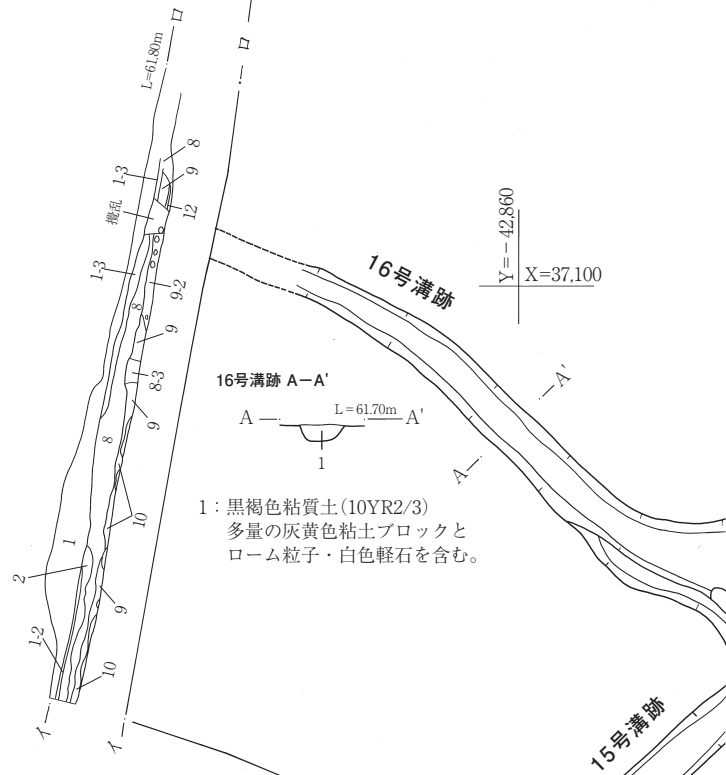 ロ
ロ
L=61.80m
8
1-3
9
攪乱
12
1-3
9-2
8
9
8-3
9
8
10
1
2
9
1-2
10
イ
イ
16号溝跡
Y=－42,860
X=37,100
16号溝跡 A－A'
A
L=61.70m
A'
1
A'
A
1：黒褐色粘質土(10YR2/3)
多量の灰黄色粘土ブロックと
ローム粒子・白色軽石を含む。
15号溝跡